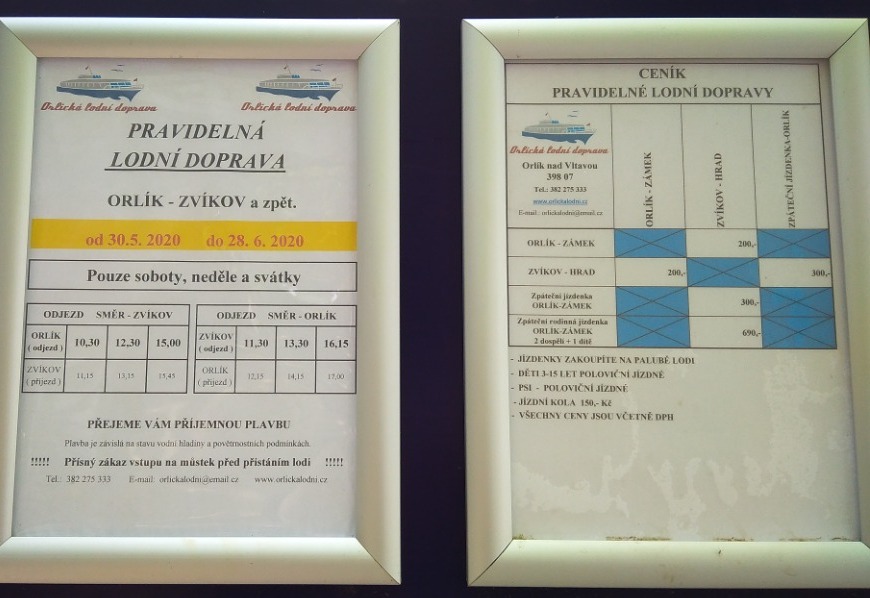 Orlická lodní doprava Orlická lodní doprava
PRAVIDELNÁ
LODNÍ DOPRAVA
ORLÍK - ZVÍKOV a zpět.
od 30.5. 2020 do 28. 6. 2020
Pouze soboty, neděle a svátky
ODJEZD SMĚR - ZVÍKOV
ORLÍK
( odjezd ) 10,30 12,30 15,00
ZVÍKOV
( příjezd ) 11,15 13,15 15,45
ODJEZD SMĚR - ORLÍK
ZVÍKOV
( odjezd ) 11,30 13,30 16,15
ORLÍK
( příjezd ) 12,15 14,15 17,00
PŘEJEME VÁM PŘÍJEMNOU PLAVBU
Plavba je závislá na stavu vodní hladiny a povětrnostních podmínkách.
!!!!! Přísný zákaz vstupu na můstek před přistáním lodi !!!!!
Tel.: 382 275 333 E-mail: orlickalodni@email.cz www.orlickalodni.cz
CENÍK
PRAVIDELNÉ LODNÍ DOPRAVY
Orlická lodní doprava
Orlík nad Vltavou
398 07
Tel.: 382 275 333
www.orlickalodni.cz
E-mail: orlickalodni@email.cz
ORLÍK - ZÁMEK
ZVÍKOV - HRAD
ZPÁTEČNÍ JÍZDENKA-ORLÍK
ORLÍK-ZÁMEK 200,-
ZVÍKOV - HRAD 200,- 300,-
Zpáteční jízdenka
ORLÍK-ZÁMEK 300,-
Zpáteční rodinná jízdenka
ORLÍK-ZÁMEK 690,-
2 dospělí + 1 dítě
- JÍZDENKY ZAKOUPÍTE NA PALUBĚ LODI
- DĚTI 3-15 LET POLOVIČNÍ JÍZDNÉ
- PSI - POLOVIČNÍ JÍZDNÉ
- JÍZDNÍ KOLA 150,- Kč
- VŠECHNY CENY JSOU VČETNĚ DPH